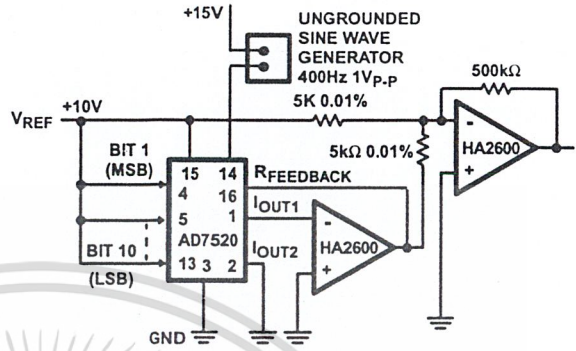 +15V
UNGROUNDED
SINE WAVE
GENERATOR
400Hz 1VP-P
500kΩ
VREF
+10V
5K 0.01%
BIT 1
(MSB)
15 14
4 16
5 1
AD7520
13 3 2
BIT 10
(LSB)
RFEEDBACK
5kΩ 0.01%
IOUT1
IOUT2
-
HA2600
+
-
HA2600
+
GND